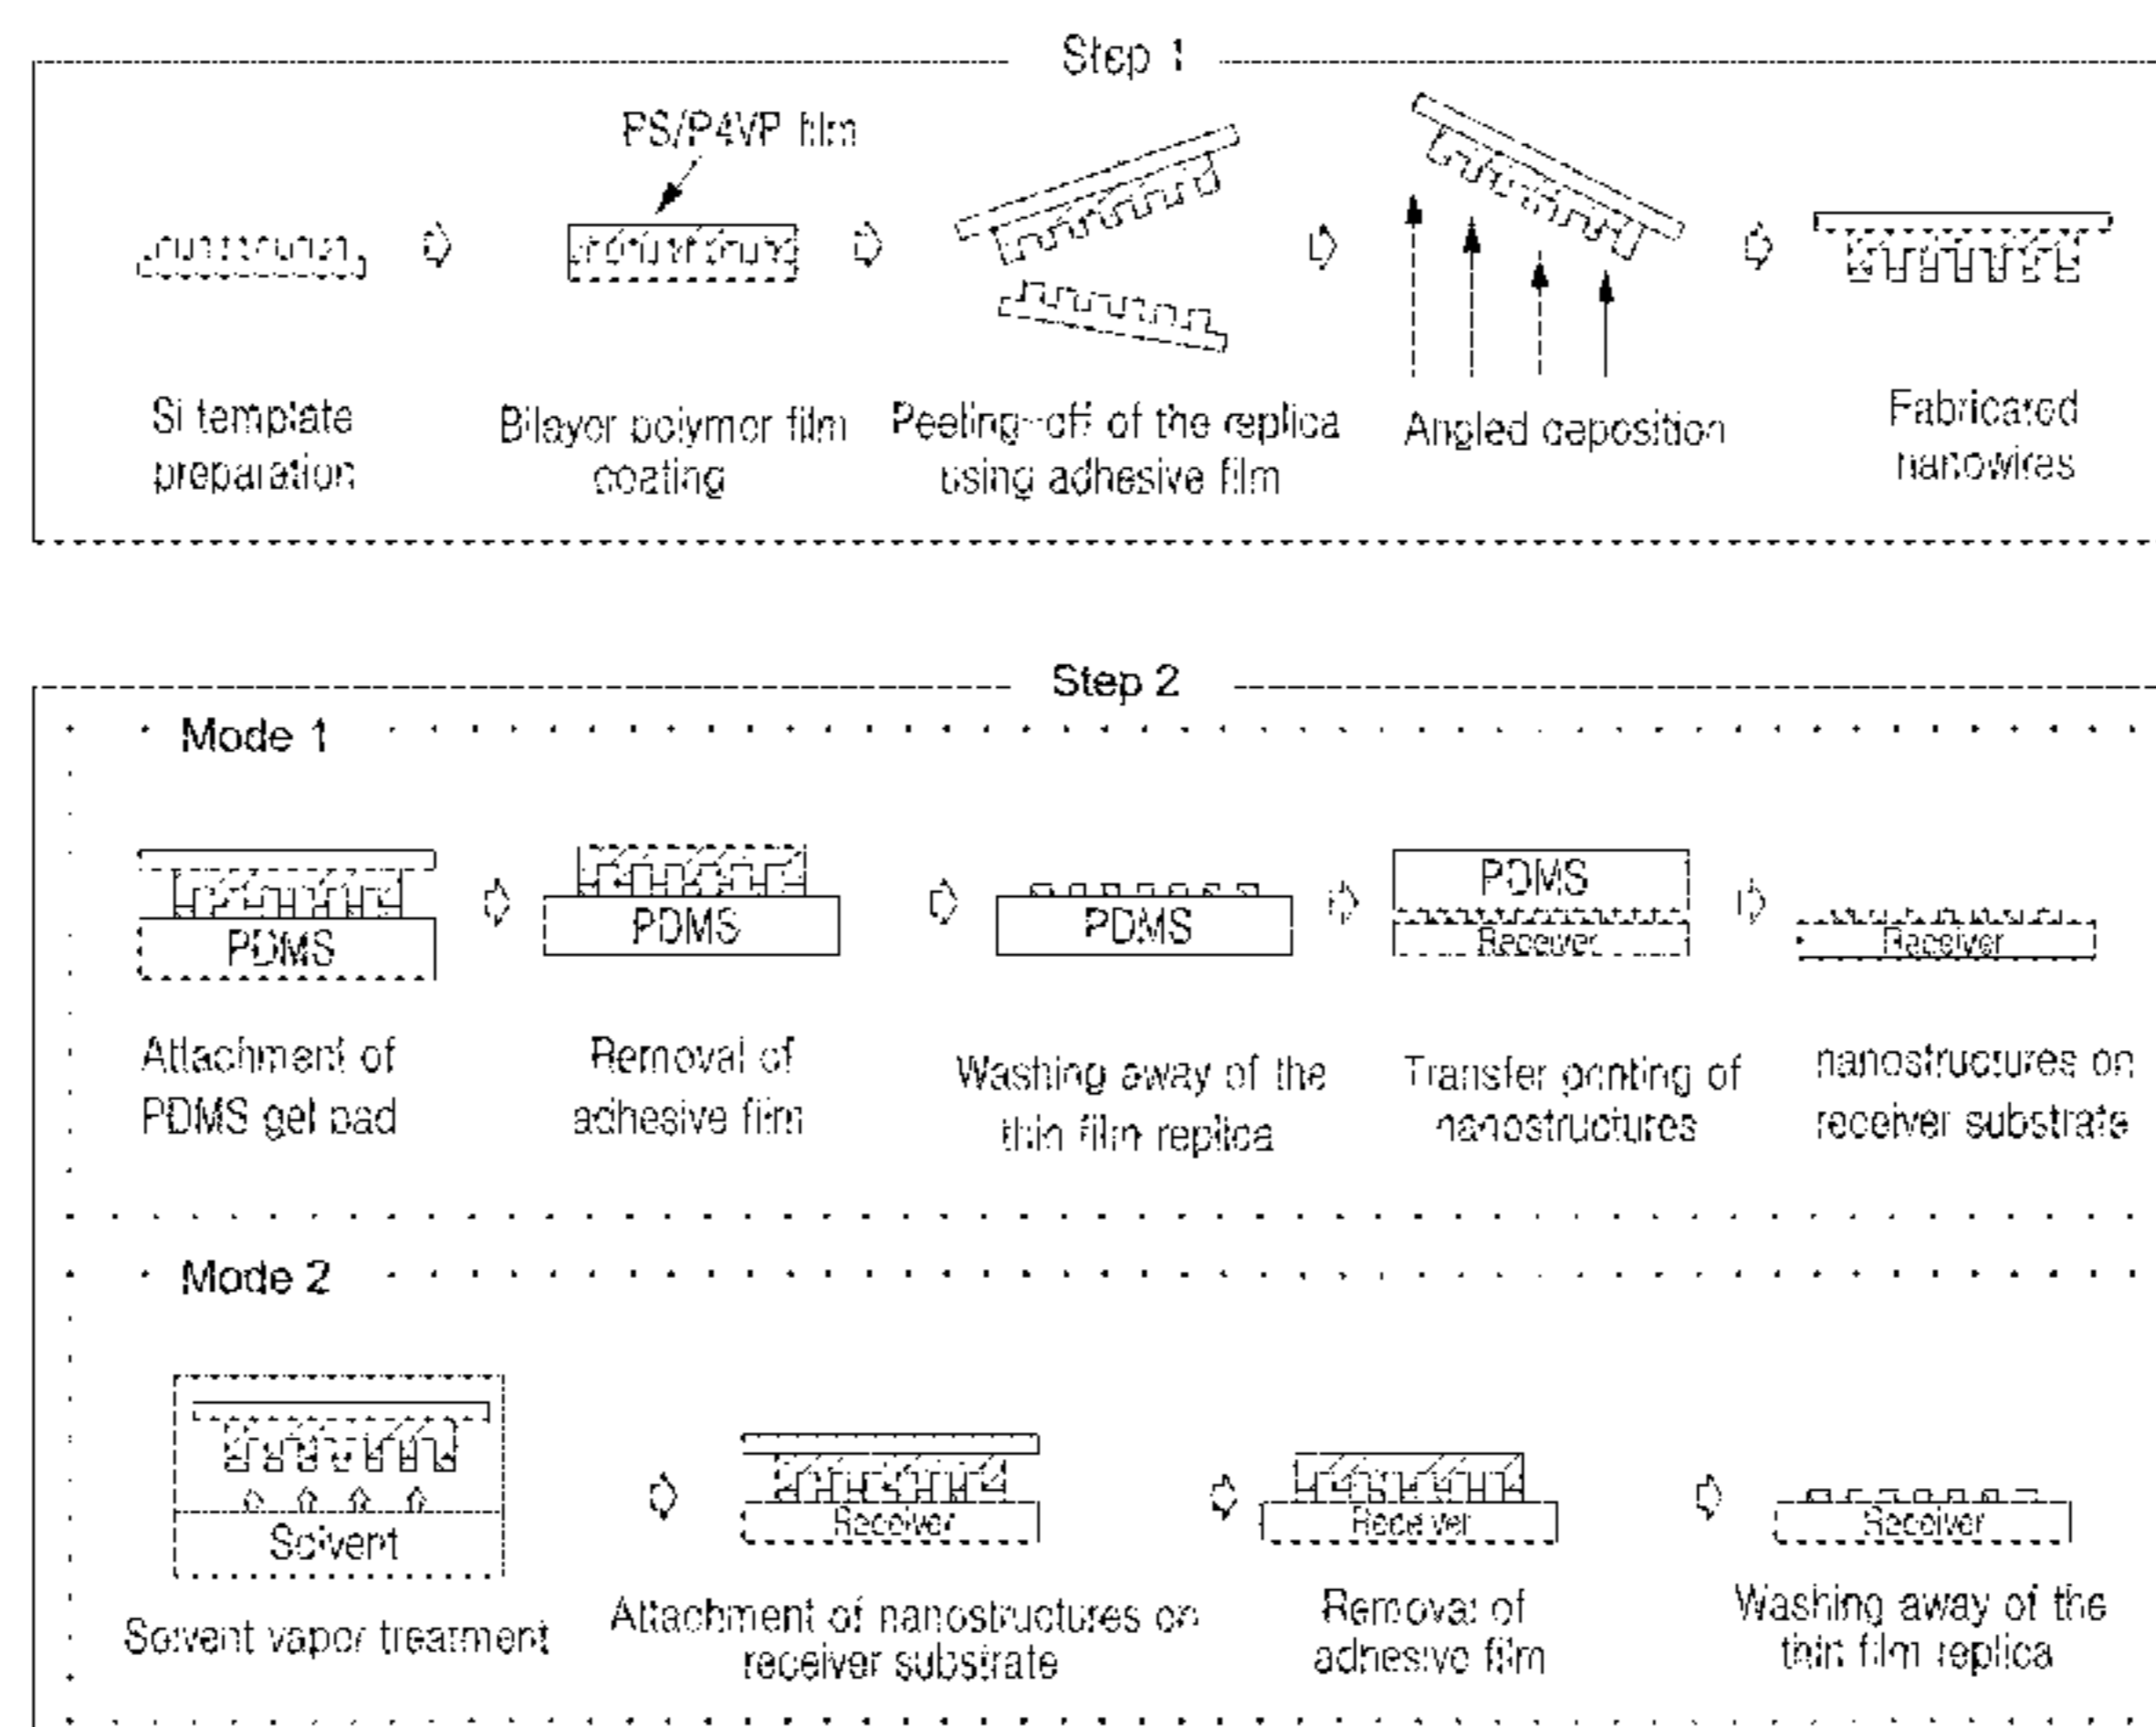 Step 1
PS/P4VP film
Si template
preparation
Bilayer polymer film
coating
Peeling-off of the replica
using adhesive film
Angled deposition
Fabricated
nanowires
Step 2
Mode 1
PDMS
PDMS
PDMS
PDMS
Receiver
Receiver
Attachment of
PDMS gel pad
Removal of
adhesive film
Washing away of the
thin film replica
Transfer printing of
nanostructures
nanostructures on
receiver substrate
Mode 2
Solvent
Receiver
Receiver
Receiver
Solvent vapor treatment
Attachment of nanostructures on
receiver substrate
Removal of
adhesive film
Washing away of the
thin film replica